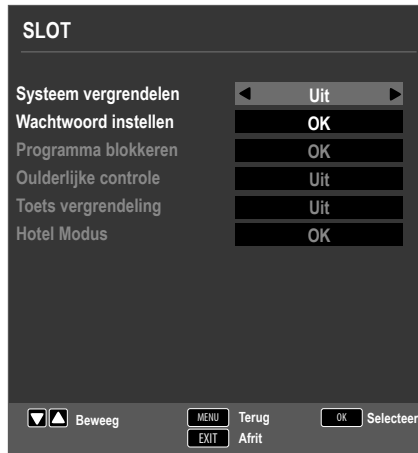 SLOT
Systeem vergrendelen Uit
Wachtwoord instellen OK
Programma blokkeren OK
Oulderlijke controle Uit
Toets vergrendeling Uit
Hotel Modus OK
Beweeg MENU Terug OK Selecteer
EXIT Afrit